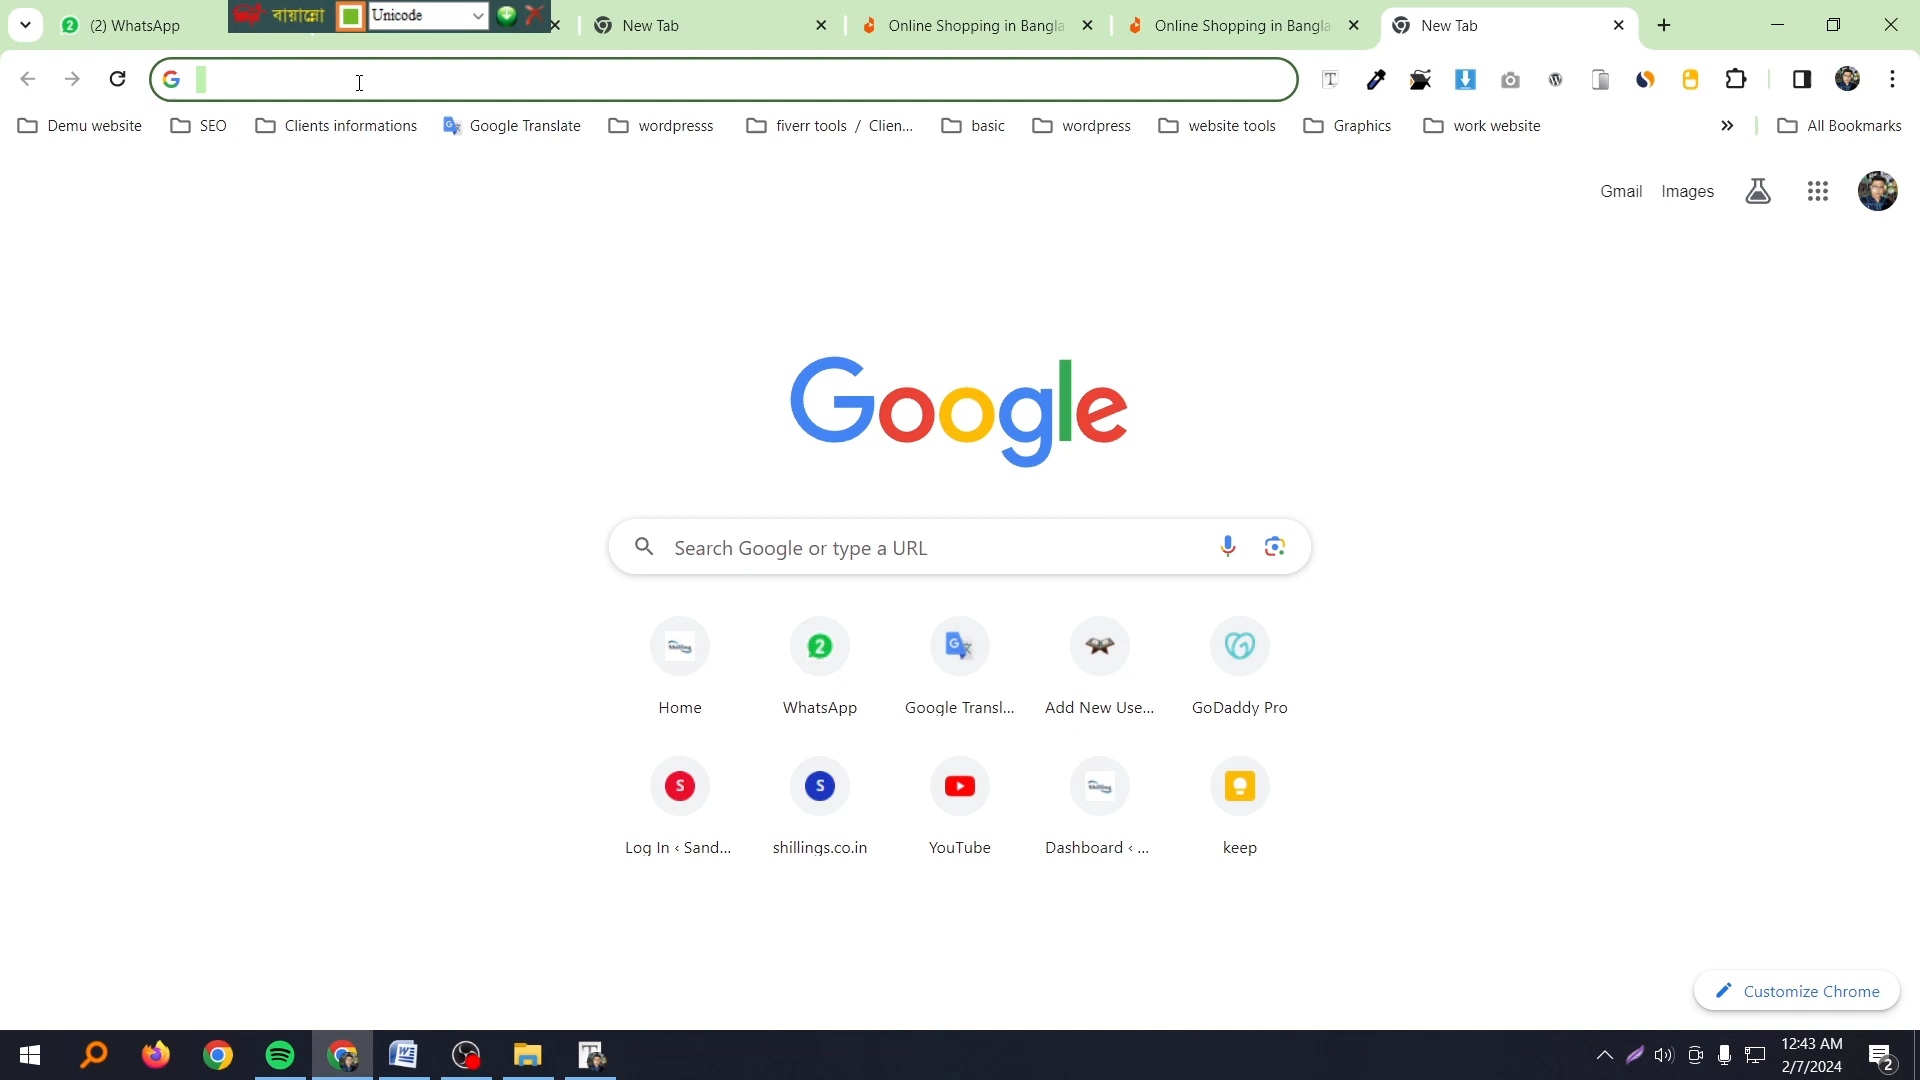 (2) WhatsApp
বায়ান্নো
Unicode
New Tab
Online Shopping in Bangla
Online Shopping in Bangla
New Tab
Demu website
SEO
Clients informations
Google Translate
wordpresss
fiverr tools / Clien...
basic
wordpress
website tools
Graphics
work website
All Bookmarks
Gmail
Images
Google
Search Google or type a URL
Home
WhatsApp
Google Transl...
Add New Use...
GoDaddy Pro
Log In ‹ Sand...
shillings.co.in
YouTube
Dashboard ‹ ...
keep
Customize Chrome
12:43 AM
2/7/2024
2